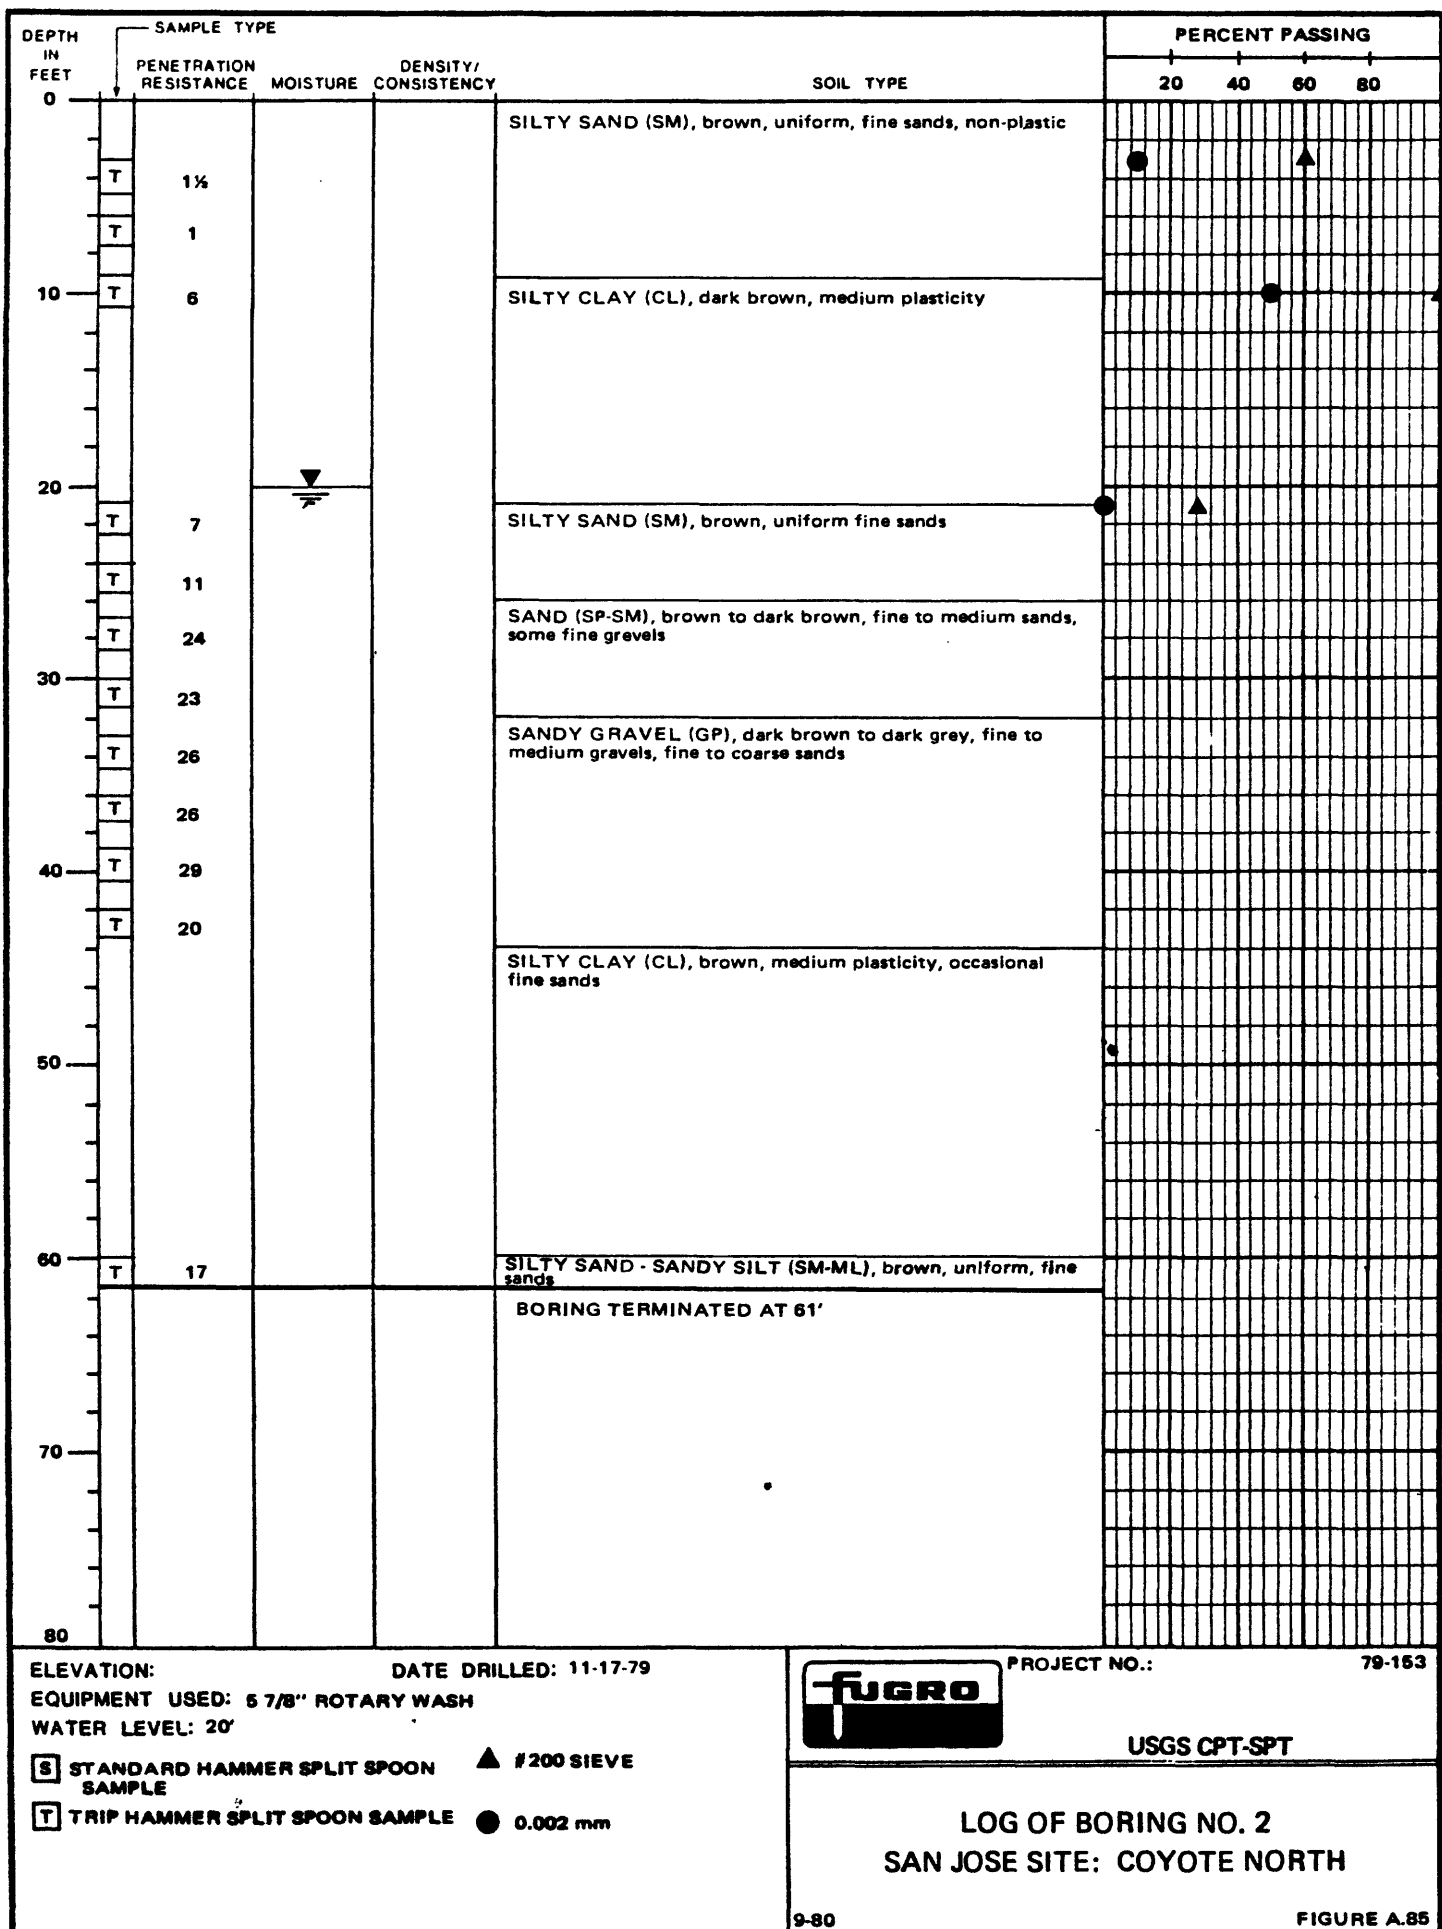 SAMPLE TYPE
DEPTH IN FEET
PENETRATION RESISTANCE
MOISTURE
DENSITY/ CONSISTENCY
SOIL TYPE
PERCENT PASSING
20 40 60 80
0
SILTY SAND (SM), brown, uniform, fine sands, non-plastic
T 1½
T 1
10 T 6
SILTY CLAY (CL), dark brown, medium plasticity
20
T 7
SILTY SAND (SM), brown, uniform fine sands
T 11
SAND (SP-SM), brown to dark brown, fine to medium sands,
some fine grevels
T 24
30 T 23
SANDY GRAVEL (GP), dark brown to dark grey, fine to
medium gravels, fine to coarse sands
T 26
T 26
40 T 29
T 20
SILTY CLAY (CL), brown, medium plasticity, occasional
fine sands
50
60
T 17
SILTY SAND - SANDY SILT (SM-ML), brown, uniform, fine
sands
BORING TERMINATED AT 61'
70
80
ELEVATION:
DATE DRILLED: 11-17-79
EQUIPMENT USED: 5 7/8" ROTARY WASH
WATER LEVEL: 20'
S STANDARD HAMMER SPLIT SPOON
SAMPLE
T TRIP HAMMER SPLIT SPOON SAMPLE
#200 SIEVE
0.002 mm
FUGRO
PROJECT NO.: 79-153
USGS CPT-SPT
LOG OF BORING NO. 2
SAN JOSE SITE: COYOTE NORTH
9-80
FIGURE A.85